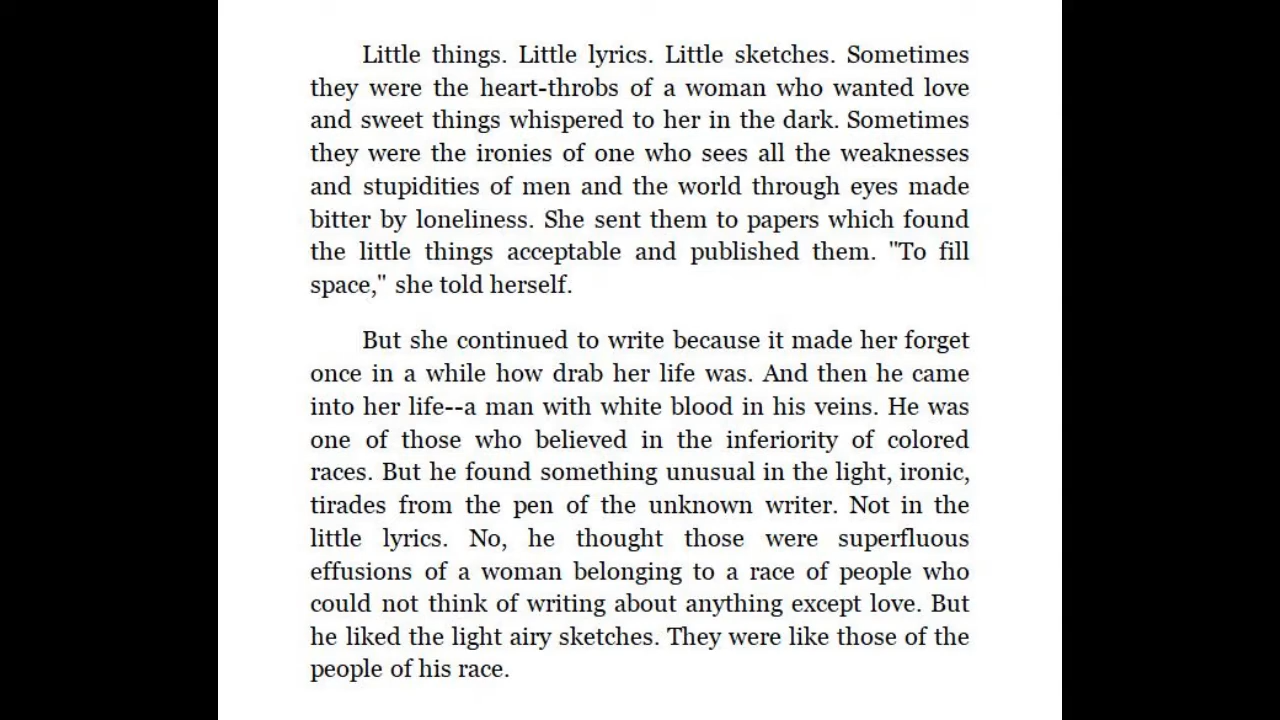 Little things. Little lyrics. Little sketches. Sometimes
they were the heart-throbs of a woman who wanted love
and sweet things whispered to her in the dark. Sometimes
they were the ironies of one who sees all the weaknesses
and stupidities of men and the world through eyes made
bitter by loneliness. She sent them to papers which found
the little things acceptable and published them. "To fill
space," she told herself.
But she continued to write because it made her forget
once in a while how drab her life was. And then he came
into her life--a man with white blood in his veins. He was
one of those who believed in the inferiority of colored
races. But he found something unusual in the light, ironic,
tirades from the pen of the unknown writer. Not in the
little lyrics. No, he thought those were superfluous
effusions of a woman belonging to a race of people who
could not think of writing about anything except love. But
he liked the light airy sketches. They were like those of the
people of his race.